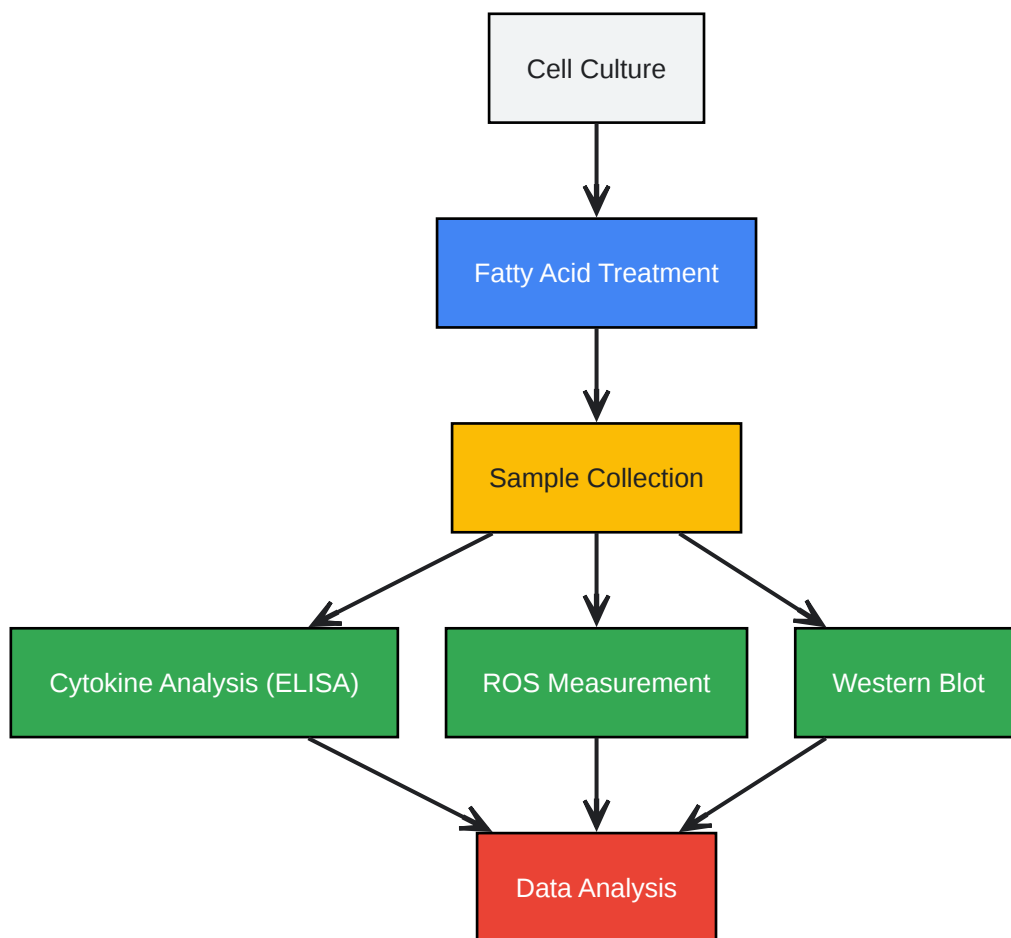 Cell Culture
Fatty Acid Treatment
Sample Collection
Cytokine Analysis (ELISA)
ROS Measurement
Western Blot
Data Analysis